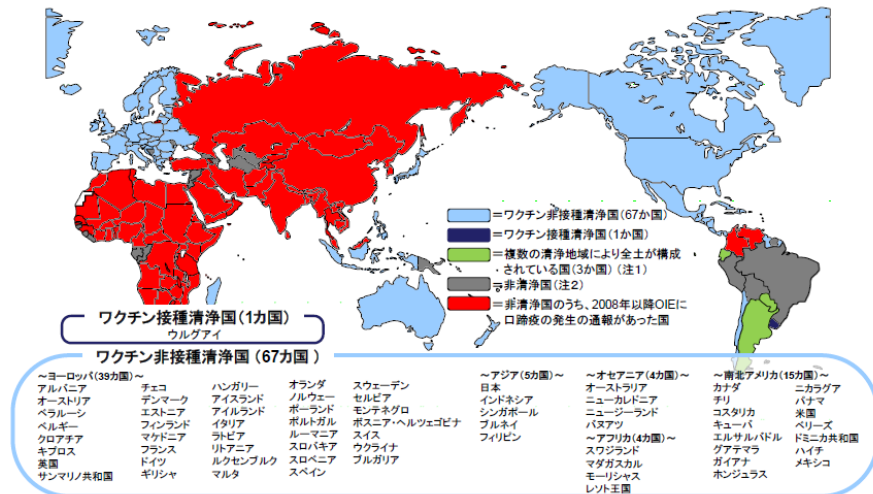 =ワクチン非接種清浄国(67か国)
=ワクチン接種清浄国(1か国)
=複数の清浄地域により全土が構成
されている国(3か国)(注1)
=非清浄国(注2)
=非清浄国のうち、2008年以降OIEに
口蹄疫の発生の通報があった国
ワクチン接種清浄国(1カ国)
ウルグアイ
ワクチン非接種清浄国(67カ国)
~ヨーロッパ(39カ国)~
アルバニア
オーストリア
ベラルーシ
ベルギー
クロアチア
キプロス
英国
サンマリノ共和国
チェコ
デンマーク
エストニア
フィンランド
マケドニア
フランス
ドイツ
ギリシャ
ハンガリー
アイスランド
アイルランド
イタリア
ラトビア
リトアニア
ルクセンブルク
マルタ
オランダ
ノルウェー
ポーランド
ポルトガル
ルーマニア
スロバキア
スロベニア
スペイン
スウェーデン
セルビア
モンテネグロ
ボスニア・ヘルツェゴビナ
スイス
ウクライナ
ブルガリア
~アジア(5カ国)~
日本
インドネシア
シンガポール
ブルネイ
フィリピン
~オセアニア(4カ国)~
オーストラリア
ニューカレドニア
ニュージーランド
バヌアツ
~アフリカ(4カ国)~
スワジランド
マダガスカル
モーリシャス
レソト王国
~南北アメリカ(15カ国)~
カナダ
チリ
コスタリカ
キューバ
エルサルバドル
グアテマラ
ガイアナ
ホンジュラス
ニカラグア
パナマ
米国
ベリーズ
ドミニカ共和国
ハイチ
メキシコ